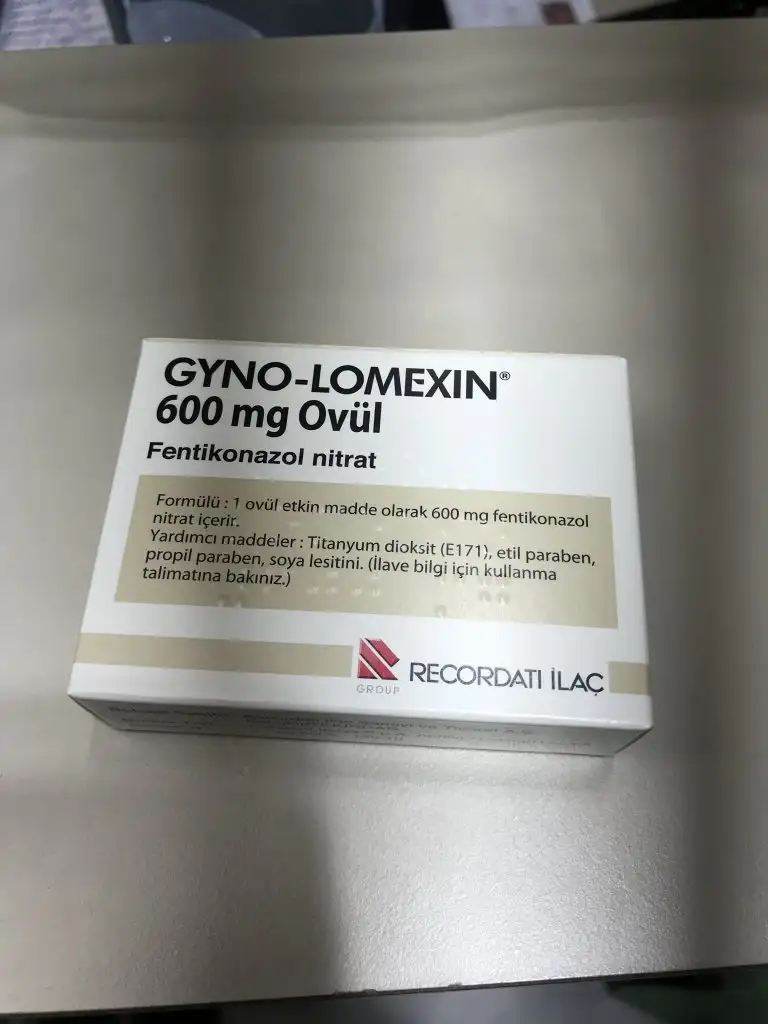 GYNO-LOMEXIN®
600 mg Ovül
Fentikonazol nitrat
Formülü : 1 ovül etkin madde olarak 600 mg fentikonazol
nitrat içerir.
Yardımcı maddeler : Titanyum dioksit (E171), etil paraben,
propil paraben, soya lesitini. (İlave bilgi için kullanma
talimatına bakınız.)
GROUP
RECORDATI İLAÇ